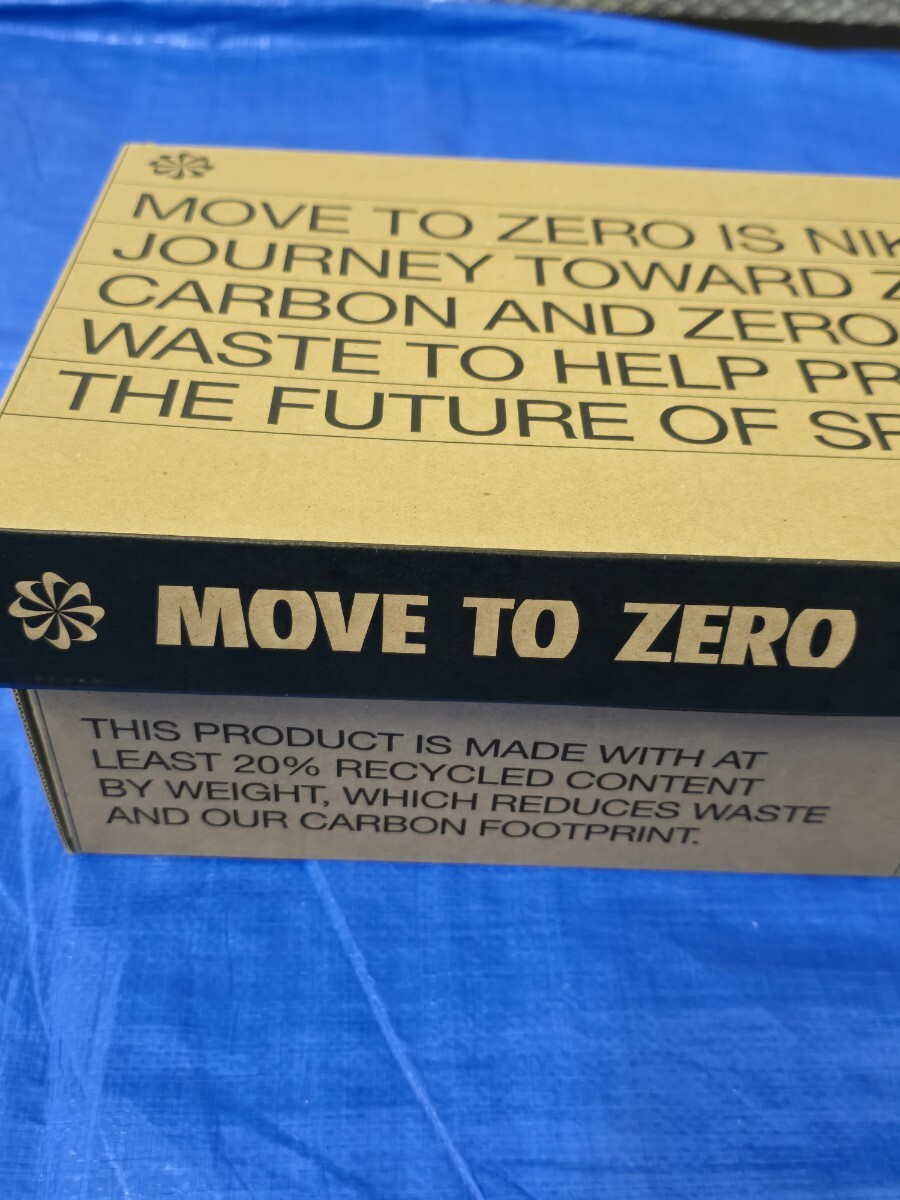 MOVE TO ZERO IS NIK
JOURNEY TOWARD Z
CARBON AND ZERO
WASTE TO HELP PR
THE FUTURE OF SP
MOVE TO ZERO
THIS PRODUCT IS MADE WITH AT
LEAST 20% RECYCLED CONTENT
BY WEIGHT, WHICH REDUCES WASTE
AND OUR CARBON FOOTPRINT.